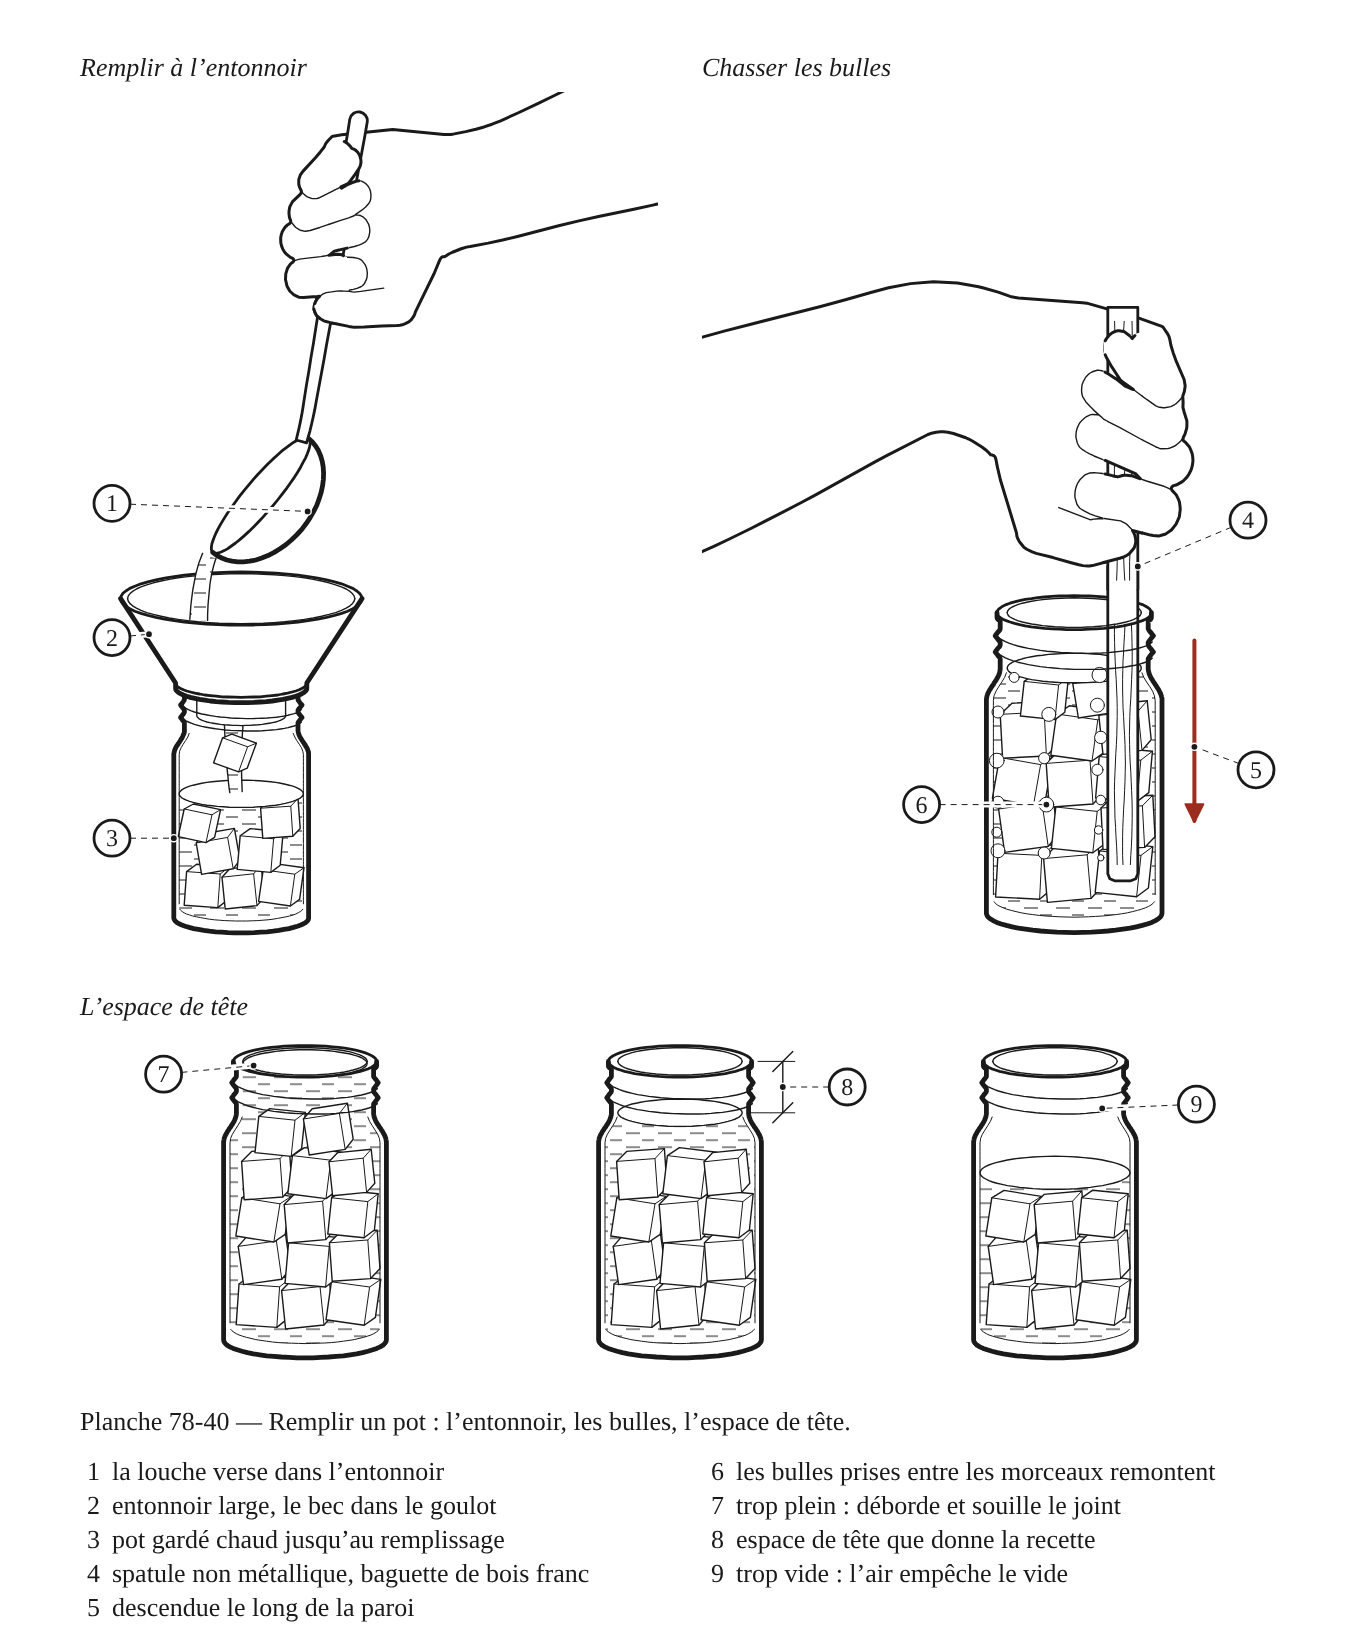 Remplir à l’entonnoir
Chasser les bulles
1
2
3
4
5
6
L’espace de tête
7
8
9
Planche 78-40 — Remplir un pot : l’entonnoir, les bulles, l’espace de tête.
1 la louche verse dans l’entonnoir
2 entonnoir large, le bec dans le goulot
3 pot gardé chaud jusqu’au remplissage
4 spatule non métallique, baguette de bois franc
5 descendue le long de la paroi
6 les bulles prises entre les morceaux remontent
7 trop plein : déborde et souille le joint
8 espace de tête que donne la recette
9 trop vide : l’air empêche le vide